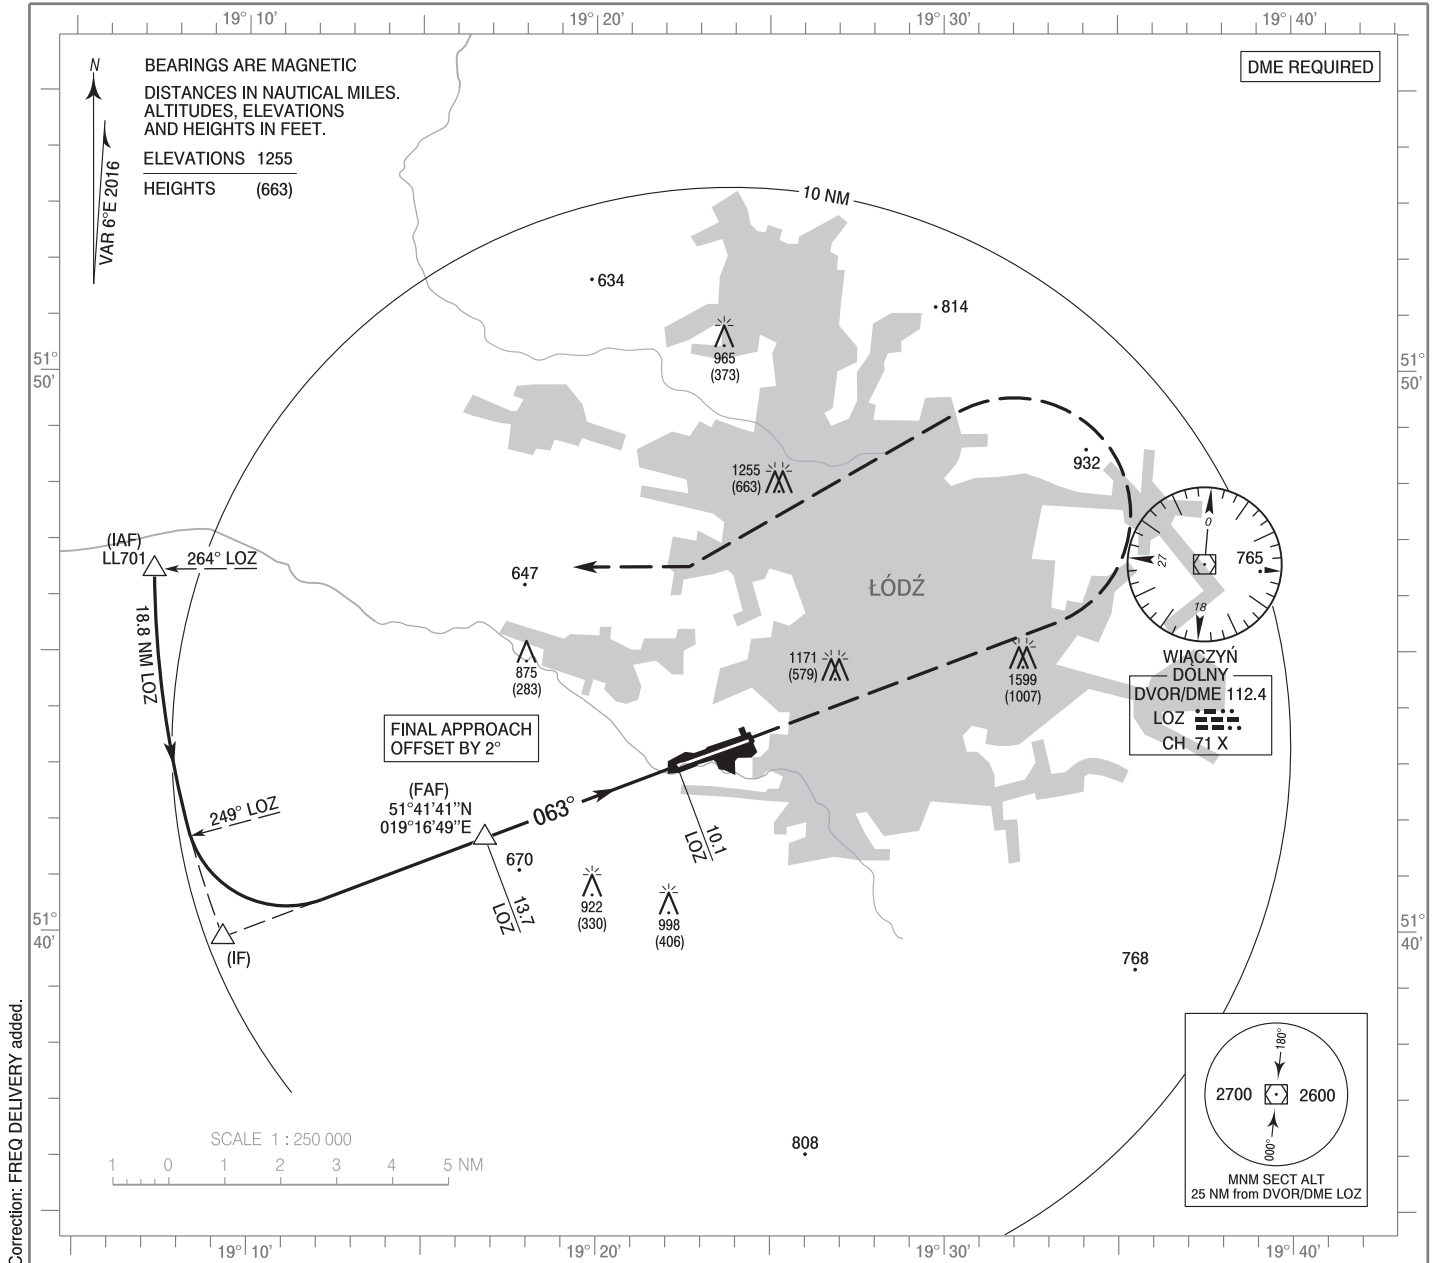 19° 10’ 19° 20’ 19° 30’ 19° 40’
N
BEARINGS ARE MAGNETIC
DISTANCES IN NAUTICAL MILES.
ALTITUDES, ELEVATIONS
AND HEIGHTS IN FEET.
ELEVATIONS 1255
HEIGHTS (663)
VAR 6°E 2016
DME REQUIRED
10 NM
634
814
965
(373)
51°
50’
51°
50’
932
1255
(663)
(IAF)
LL701
264° LOZ
18.8 NM LOZ
647
ŁÓDŹ
0
27
18
765
875
(283)
1171
(579)
1599
(1007)
WIĄCZYŃ
DOLNY
DVOR/DME 112.4
LOZ
CH 71 X
FINAL APPROACH
OFFSET BY 2°
(FAF)
51°41’41’’N
019°16’49’’E
063°
249° LOZ
10.1
LOZ
670
13.7
LOZ
922
(330)
998
(406)
51°
40’
51°
40’
(IF)
768
180°
2700 2600
000°
MNM SECT ALT
25 NM from DVOR/DME LOZ
808
SCALE 1 : 250 000
1 0 1 2 3 4 5 NM
19° 10’ 19° 20’ 19° 30’ 19° 40’
Correction: FREQ DELIVERY added.